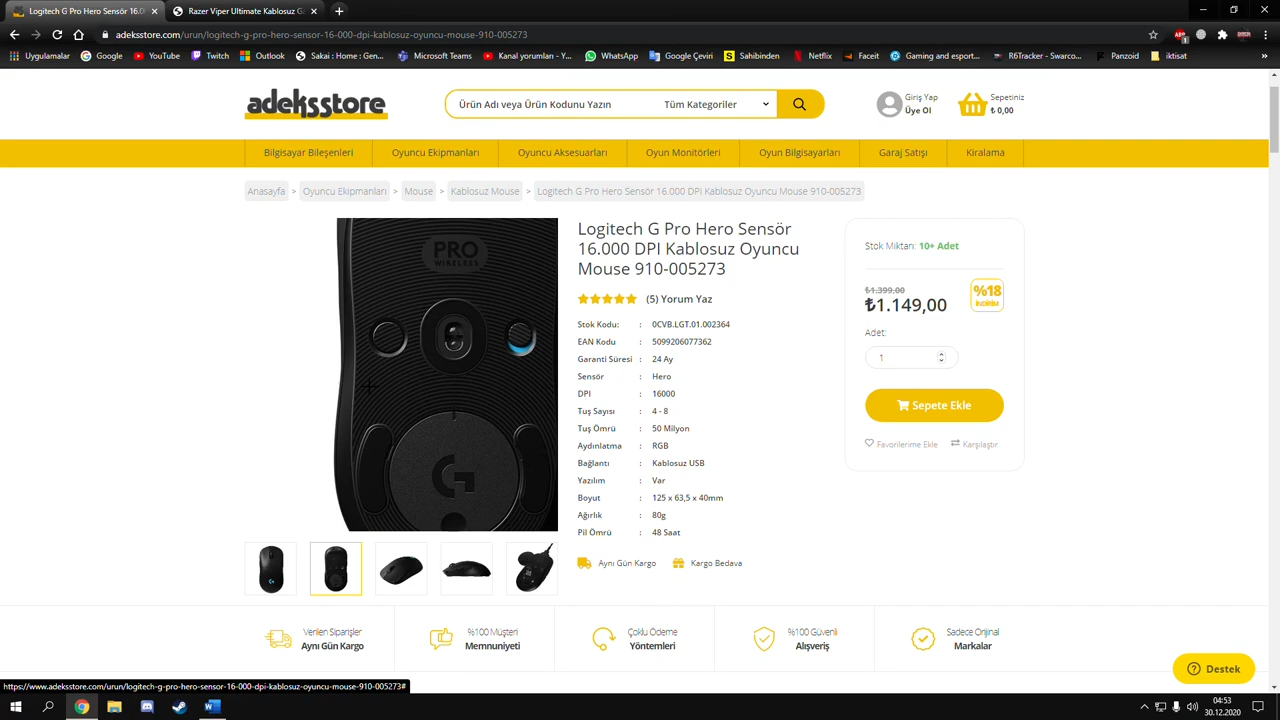 Logitech G Pro Hero Sensör 16.0
Razer Viper Ultimate Kablosuz G
adeksstore.com/urun/logitech-g-pro-hero-sensor-16-000-dpi-kablosuz-oyuncu-mouse-910-005273
Uygulamalar Google YouTube Twitch Outlook Sakai : Home : Gen... Microsoft Teams Kanal yorumları - Y... WhatsApp Google Çeviri Sahibinden Netflix Faceit Gaming and esport... R6Tracker - Swarco... Panzoid iktisat
adeksstore
Ürün Adı veya Ürün Kodunu Yazın Tüm Kategoriler
Giriş Yap
Üye Ol
Sepetiniz
₺ 0,00
Bilgisayar Bileşenleri Oyuncu Ekipmanları Oyuncu Aksesuarları Oyun Monitörleri Oyun Bilgisayarları Garaj Satışı Kiralama
Anasayfa > Oyuncu Ekipmanları > Mouse > Kablosuz Mouse > Logitech G Pro Hero Sensör 16.000 DPI Kablosuz Oyuncu Mouse 910-005273
PRO
WIRELESS
Logitech G Pro Hero Sensör
16.000 DPI Kablosuz Oyuncu
Mouse 910-005273
(5) Yorum Yaz
Stok Kodu: : 0CVB.LGT.01.002364
EAN Kodu : 5099206077362
Garanti Süresi : 24 Ay
Sensör : Hero
DPI : 16000
Tuş Sayısı : 4 - 8
Tuş Ömrü : 50 Milyon
Aydınlatma : RGB
Bağlantı : Kablosuz USB
Yazılım : Var
Boyut : 125 x 63,5 x 40mm
Ağırlık : 80g
Pil Ömrü : 48 Saat
Aynı Gün Kargo Kargo Bedava
Stok Miktarı: 10+ Adet
₺1.399,00
₺1.149,00
%18
İNDİRİM
Adet:
1
Sepete Ekle
Favorilerime Ekle Karşılaştır
Verilen Siparişler
Aynı Gün Kargo
%100 Müşteri
Memnuniyeti
Çoklu Ödeme
Yöntemleri
%100 Güvenli
Alışveriş
Sadece Orijinal
Markalar
Destek
https://www.adeksstore.com/urun/logitech-g-pro-hero-sensor-16-000-dpi-kablosuz-oyuncu-mouse-910-005273#
04:53
30.12.2020